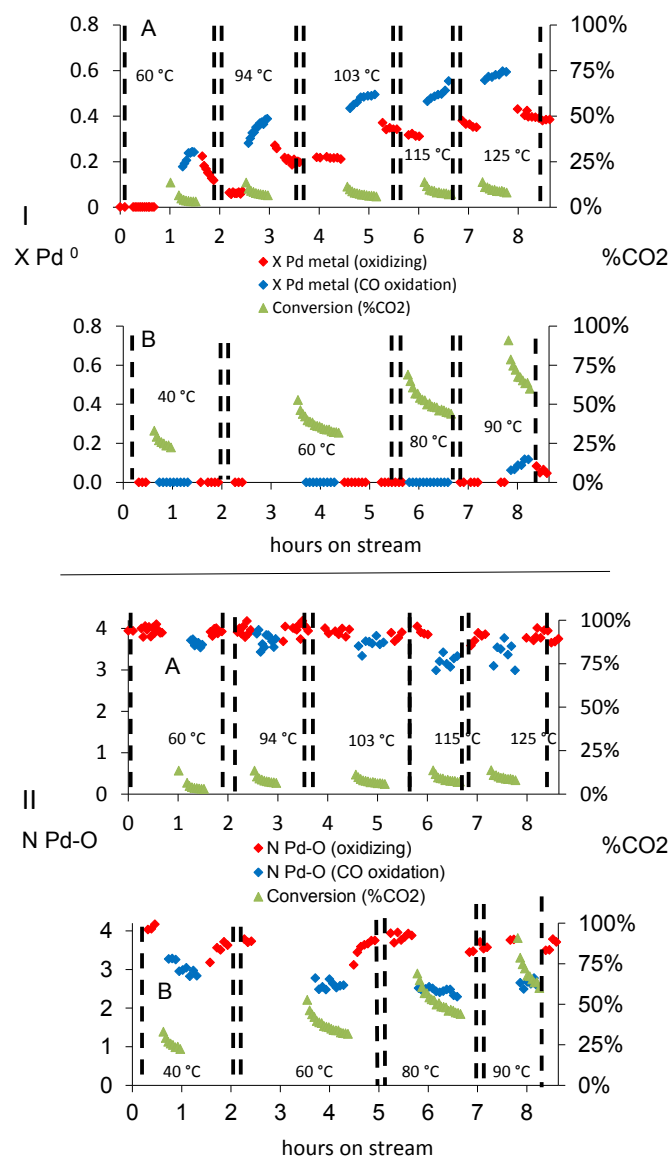 A
0.8
100%
60 °C
94 °C
103 °C
0.6
75%
0.4
50%
115 °C
125 °C
0.2
25%
0
0%
I
0 1 2 3 4 5 6 7 8
X Pd 0
%CO2
X Pd metal (oxidizing)
X Pd metal (CO oxidation)
Conversion (%CO2)
B
0.8
100%
40 °C
0.6
75%
0.4
50%
60 °C
80 °C
90 °C
0.2
25%
0.0
0%
0 1 2 3 4 5 6 7 8
hours on stream
4
100%
A
3
75%
2
50%
60 °C
94 °C
103 °C
115 °C
125 °C
1
25%
0
0%
II
0 1 2 3 4 5 6 7 8
N Pd-O
%CO2
N Pd-O (oxidizing)
N Pd-O (CO oxidation)
Conversion (%CO2)
4
100%
3
75%
B
2
50%
1
25%
40 °C
60 °C
80 °C
90 °C
0
0%
0 1 2 3 4 5 6 7 8
hours on stream